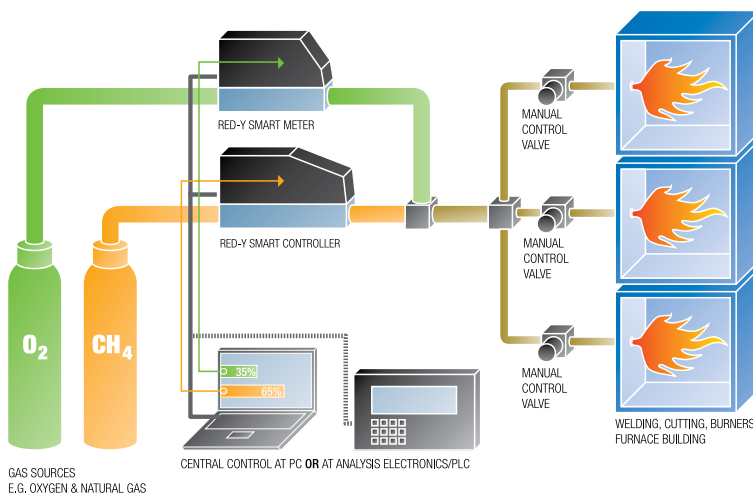 RED-Y SMART METER
RED-Y SMART CONTROLLER
MANUAL
CONTROL
VALVE
MANUAL
CONTROL
VALVE
MANUAL
CONTROL
VALVE
O2
CH4
35%
65%
WELDING, CUTTING, BURNERS
FURNACE BUILDING
CENTRAL CONTROL AT PC OR AT ANALYSIS ELECTRONICS/PLC
GAS SOURCES
E.G. OXYGEN & NATURAL GAS